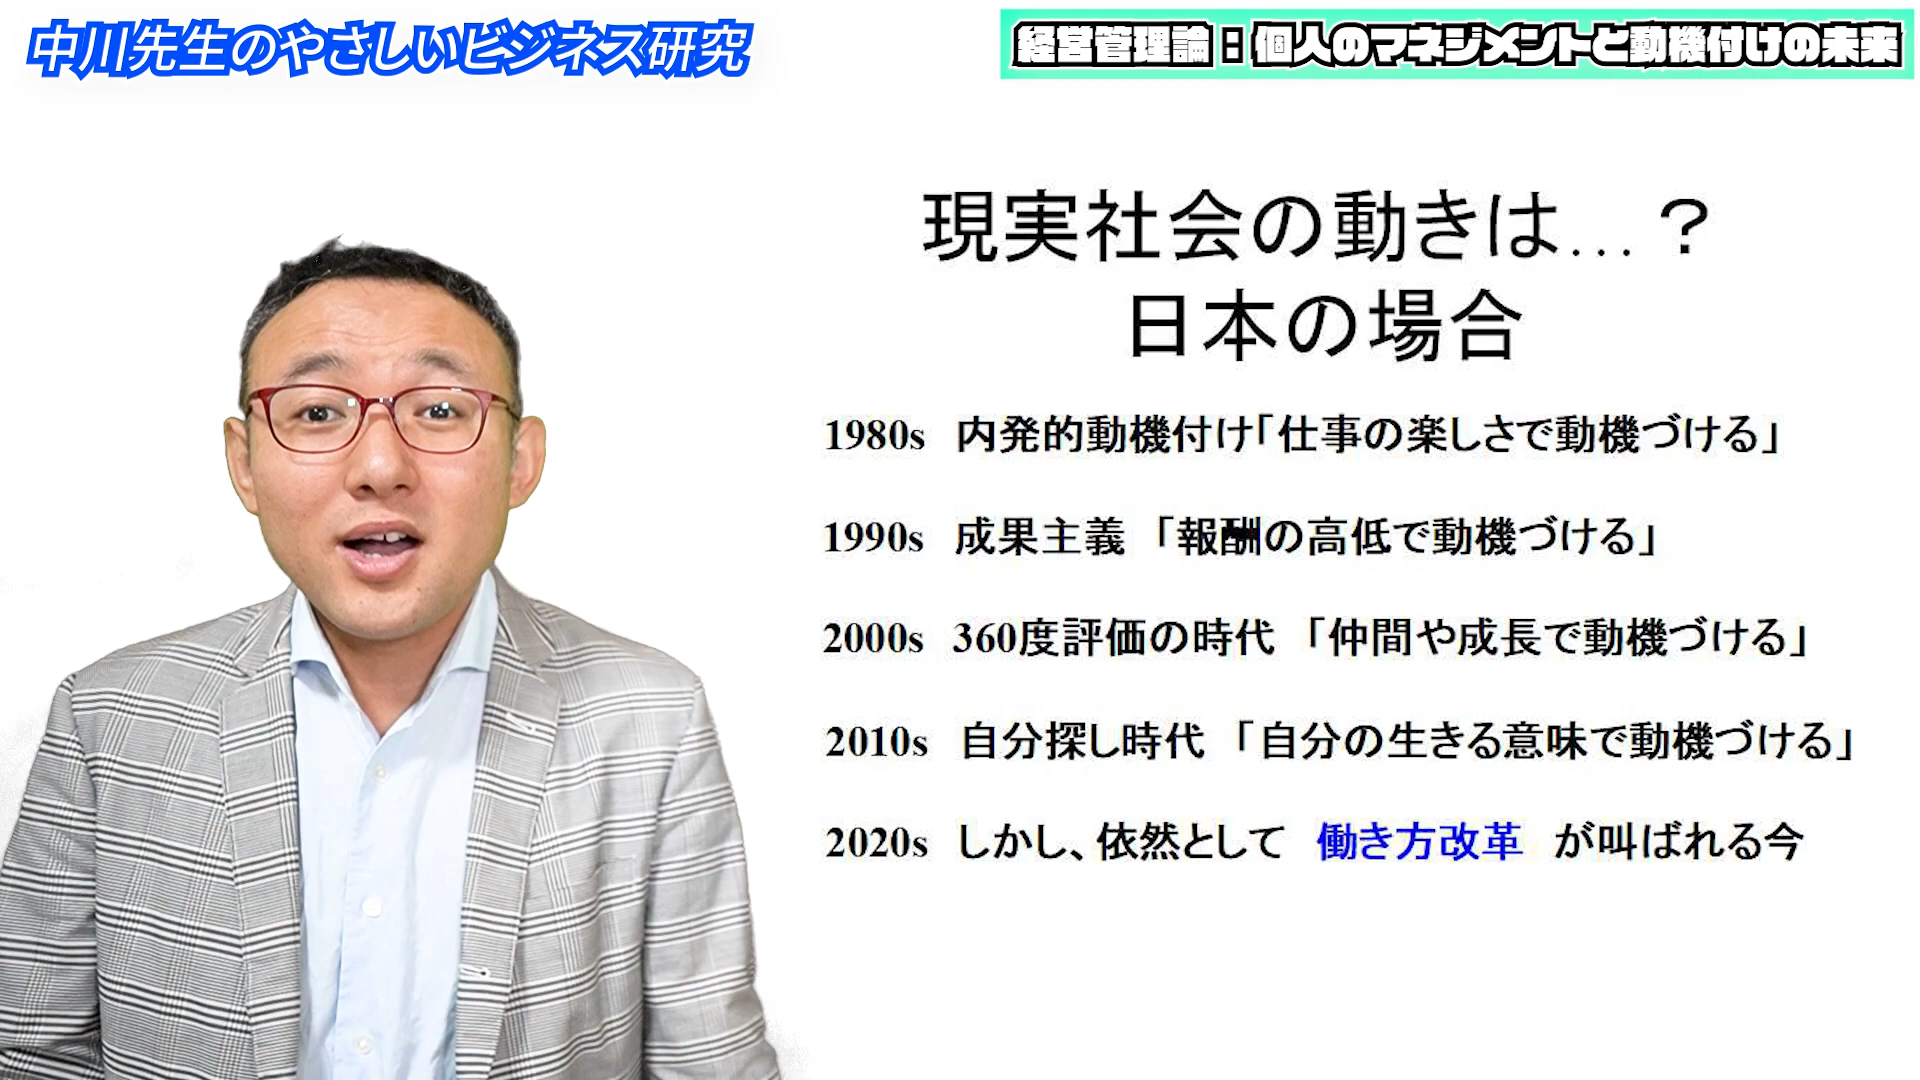 中川先生のやさしいビジネス研究
経営管理論：個人のマネジメントと動機付けの未来
現実社会の動きは…？
日本の場合
1980s 内発的動機付け「仕事の楽しさで動機づける」
1990s 成果主義 「報酬の高低で動機づける」
2000s 360度評価の時代 「仲間や成長で動機づける」
2010s 自分探し時代 「自分の生きる意味で動機づける」
2020s しかし、依然として 働き方改革 が叫ばれる今